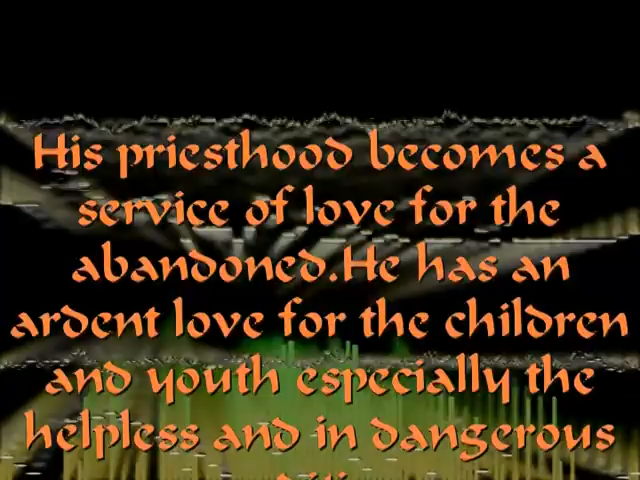 His priesthood becomes a
service of love for the
abandoned.He has an
ardent love for the children
and youth especially the
helpless and in dangerous